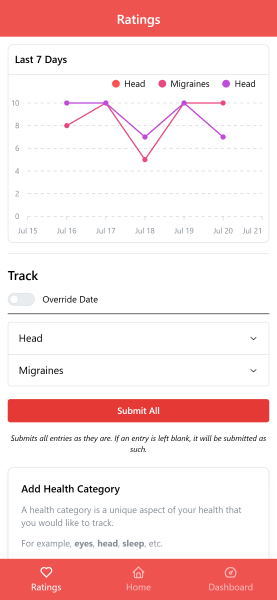 Ratings
Last 7 Days
Head Migraines Head
10
8
6
4
2
0
Jul 15 Jul 16 Jul 17 Jul 18 Jul 19 Jul 20 Jul 21
Track
Override Date
Head
Migraines
Submit All
Submits all entries as they are. If an entry is left blank, it will be submitted as
such.
Add Health Category
A health category is a unique aspect of your health that
you would like to track.
For example, eyes, head, sleep, etc.
Ratings Home Dashboard